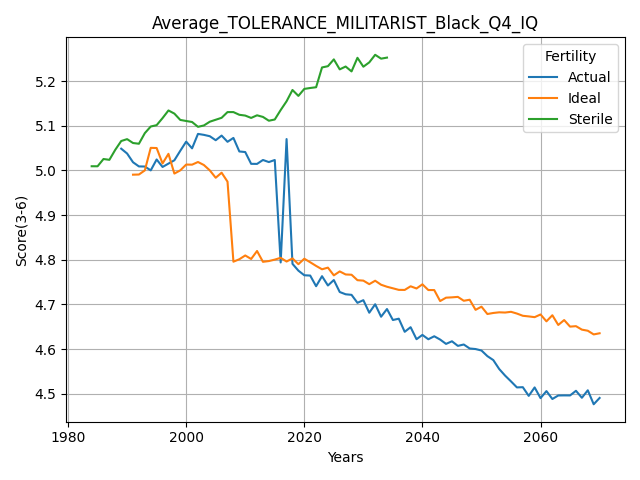 Average_TOLERANCE_MILITARIST_Black_Q4_IQ
Fertility
Actual
Ideal
Sterile
Score(3-6)
5.2
5.1
5.0
4.9
4.8
4.7
4.6
4.5
1980
2000
2020
2040
2060
Years